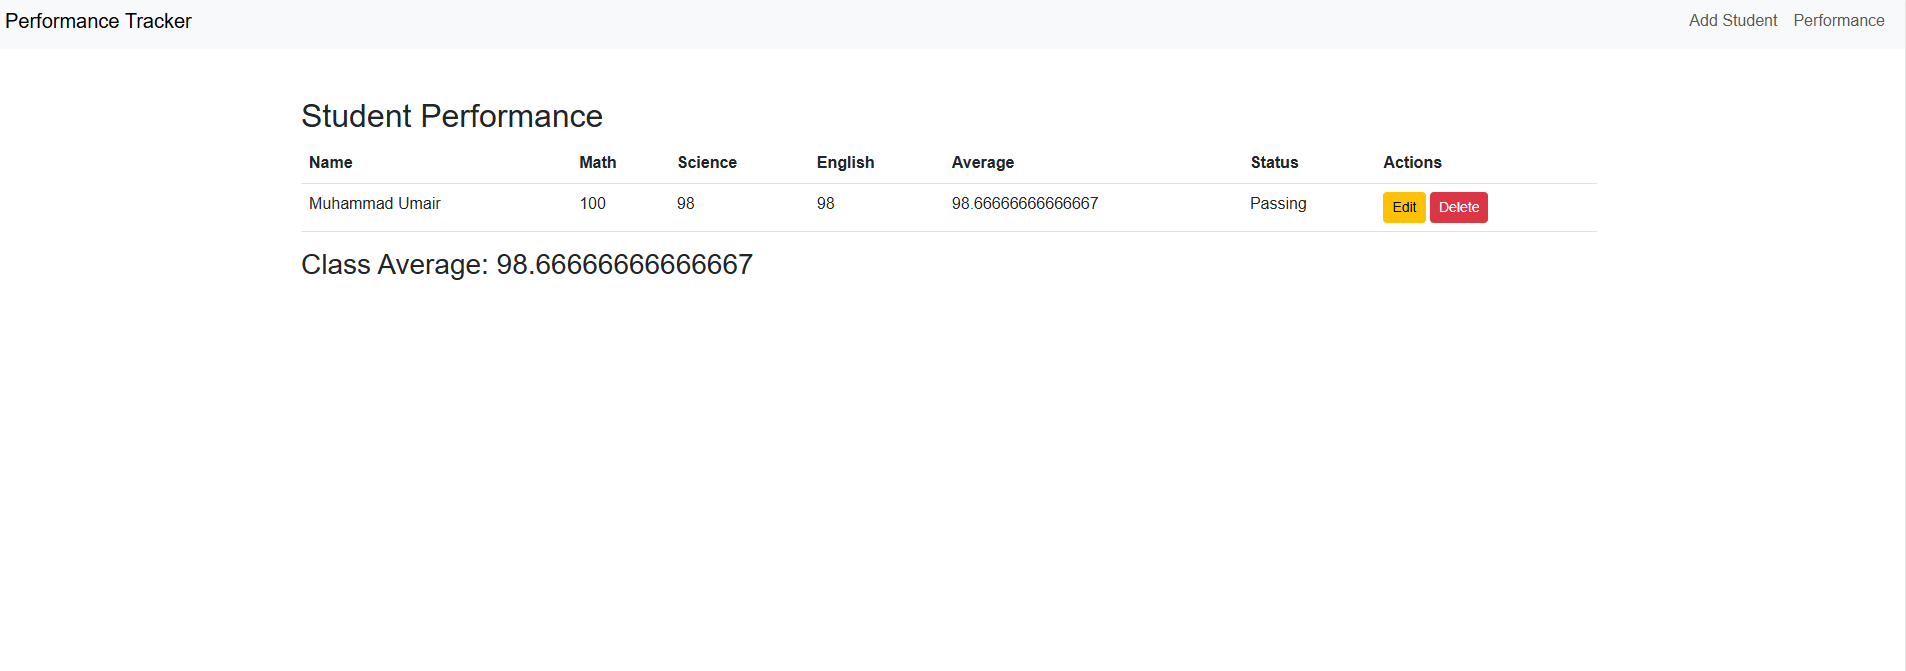 Performance Tracker Add Student Performance
Student Performance
Name Math Science English Average Status Actions
Muhammad Umair 100 98 98 98.66666666666667 Passing Edit Delete
Class Average: 98.66666666666667